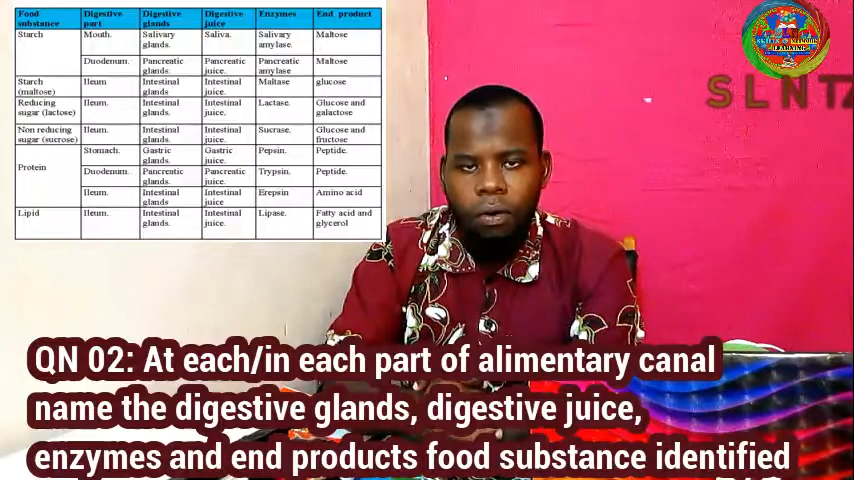 Food substance Digestive part Digestive glands Digestive juice Enzymes End product
Starch Mouth. Salivary glands. Saliva. Salivary amylase. Maltose
Duodenum. Pancreatic glands. Pancreatic juice. Pancreatic amylase Maltose
Starch (maltose) Ileum Intestinal glands Intestinal juice. Maltase glucose
Reducing sugar (lactose) Ileum. Intestinal glands. Intestinal juice. Lactase. Glucose and galactose
Non reducing sugar (sucrose) Ileum. Intestinal glands. Intestinal juice. Sucrase. Glucose and fructose
Protein Stomach. Gastric glands. Gastric juice. Pepsin. Peptide.
Duodenum. Pancreatic glands. Pancreatic juice. Trypsin. Peptide.
Ileum. Intestinal glands Intestinal juice Erepsin Amino acid
Lipid Ileum. Intestinal glands. Intestinal juice. Lipase. Fatty acid and glycerol
LEARNING
SLNTZ
QN 02: At each/in each part of alimentary canal
name the digestive glands, digestive juice,
enzymes and end products food substance identified